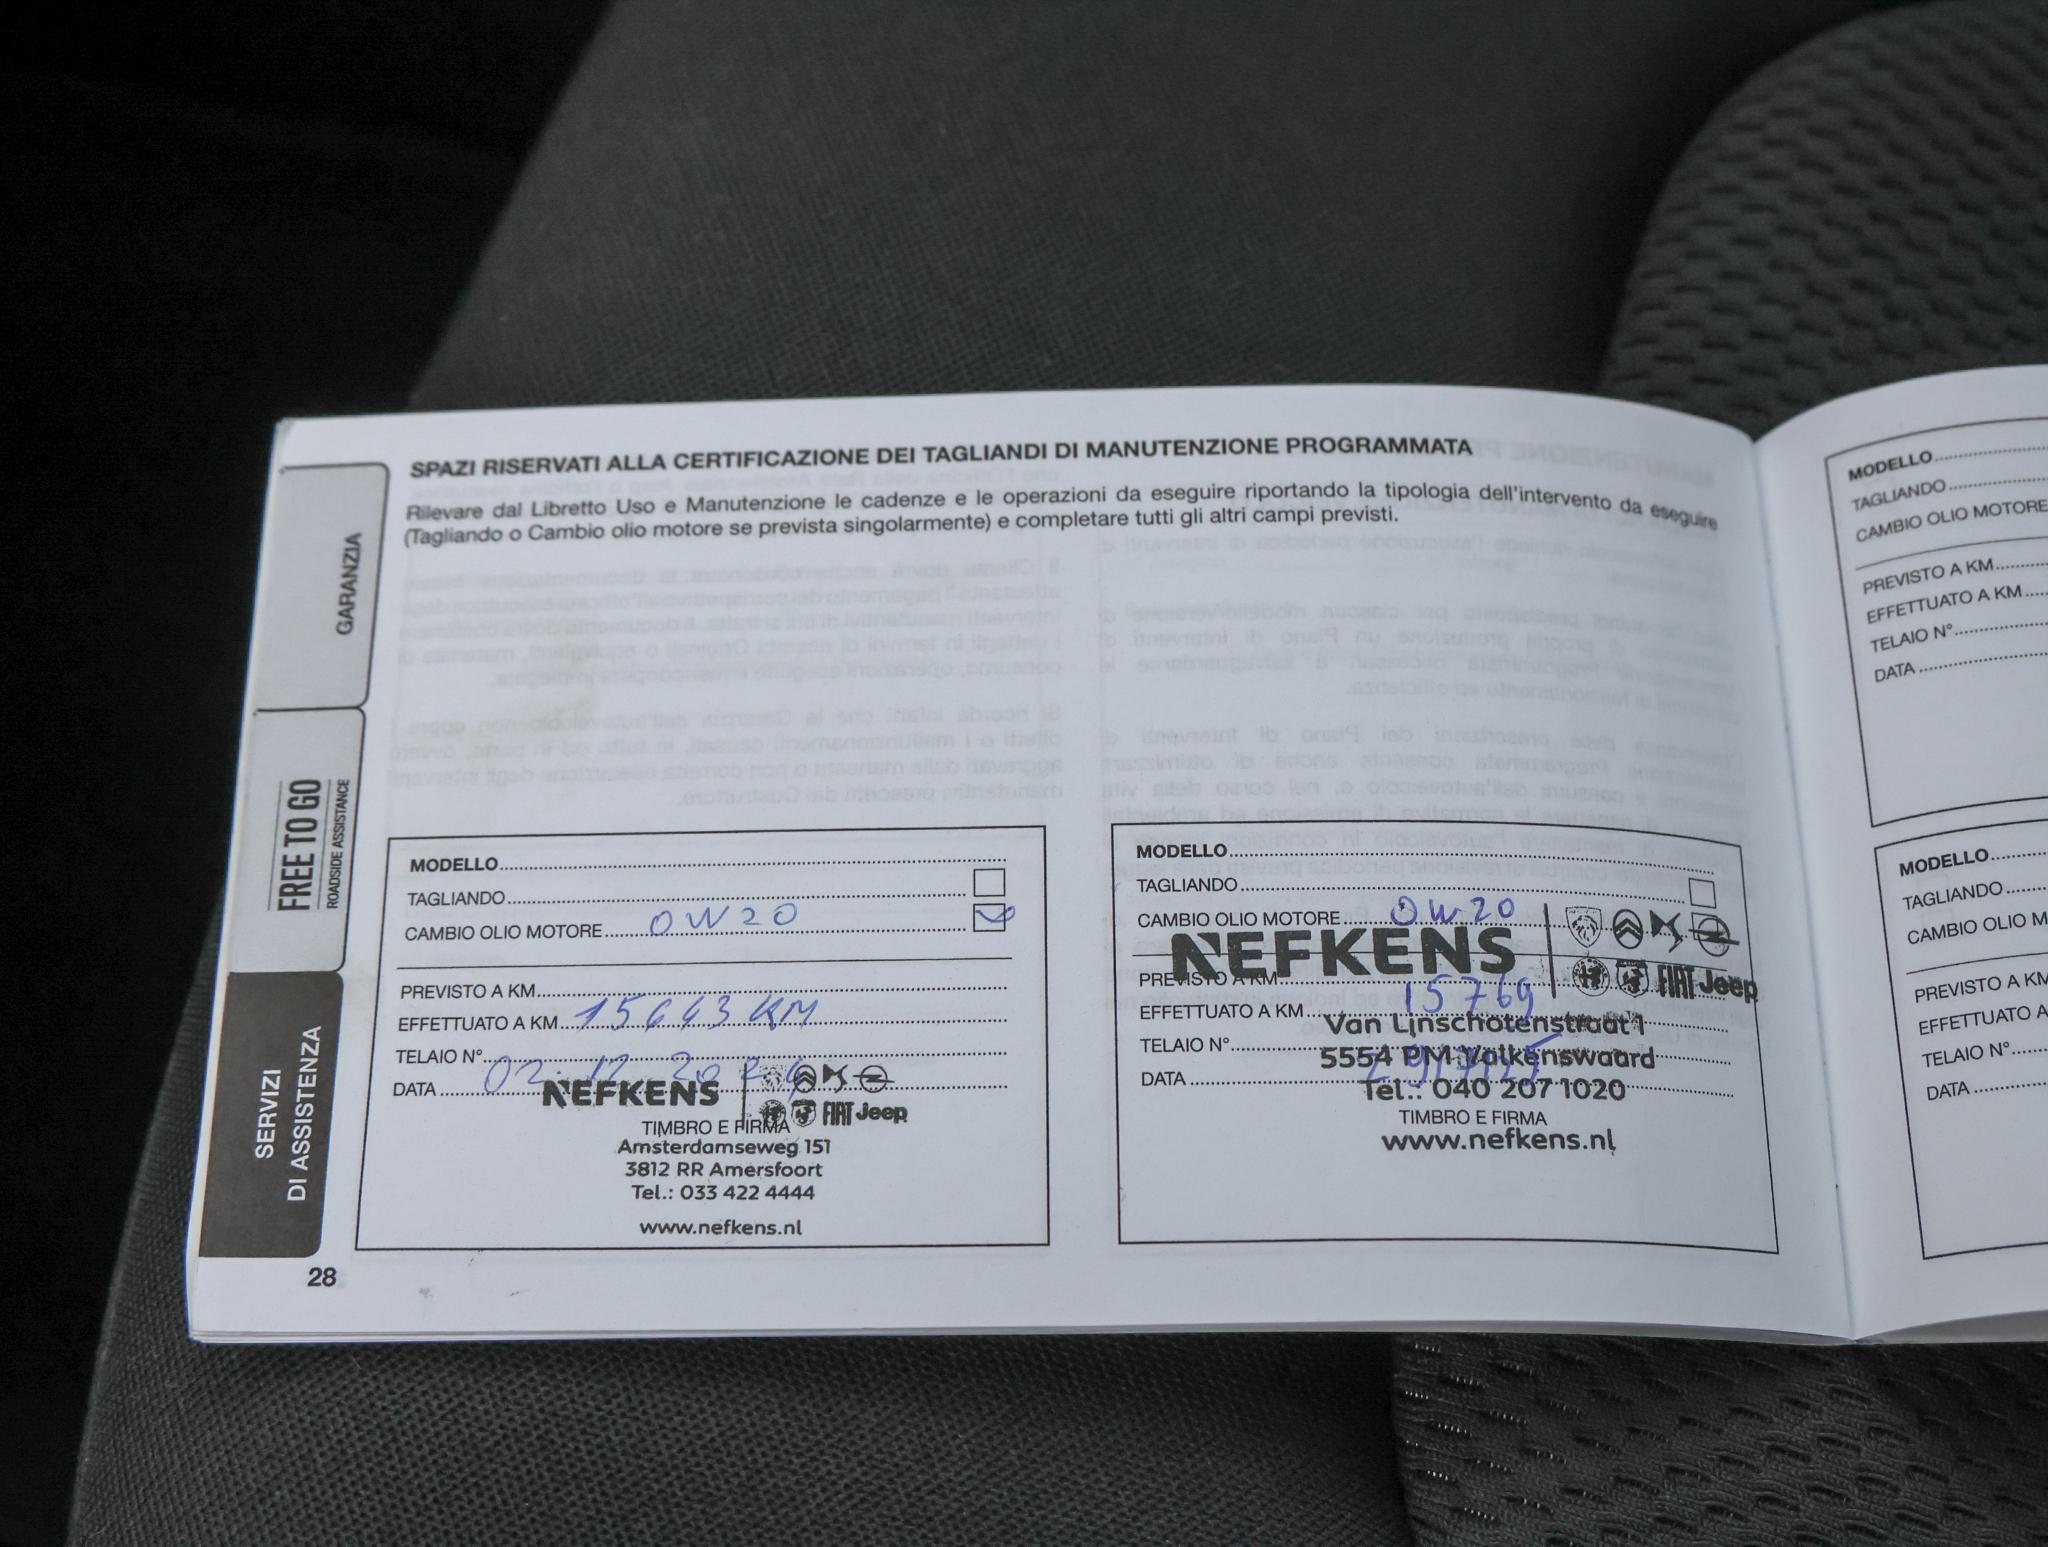 SPAZI RISERVATI ALLA CERTIFICAZIONE DEI TAGLIANDI DI MANUTENZIONE PROGRAMMATA
Rilevare dal Libretto Uso e Manutenzione le cadenze e le operazioni da eseguire riportando la tipologia dell'intervento da eseguire
(Tagliando o Cambio olio motore se prevista singolarmente) e completare tutti gli altri campi previsti.
GARANZIA
FREE TO GO
ROADSIDE ASSISTANCE
SERVIZI
DI ASSISTENZA
MODELLO
TAGLIANDO
CAMBIO OLIO MOTORE 0W20
PREVISTO A KM
EFFETTUATO A KM 15643 KM
TELAIO N°
DATA 02.12.2024
NEFKENS
FIAT Jeep
TIMBRO E FIRMA
Amsterdamseweg 151
3812 RR Amersfoort
Tel.: 033 422 4444
www.nefkens.nl
28
MODELLO
TAGLIANDO
CAMBIO OLIO MOTORE 0W20
NEFKENS
FIAT Jeep
PREVISTO A KM
EFFETTUATO A KM 15769
Van Linschotenstraat 1
TELAIO N°
5554 PM Valkenswaard
DATA
Tel.: 040 207 1020
TIMBRO E FIRMA
www.nefkens.nl
MODELLO
TAGLIANDO
CAMBIO OLIO MOTORE
PREVISTO A KM
EFFETTUATO A KM
TELAIO N°
DATA
MODELLO
TAGLIANDO
CAMBIO OLIO M
PREVISTO A KM
EFFETTUATO A
TELAIO N°
DATA